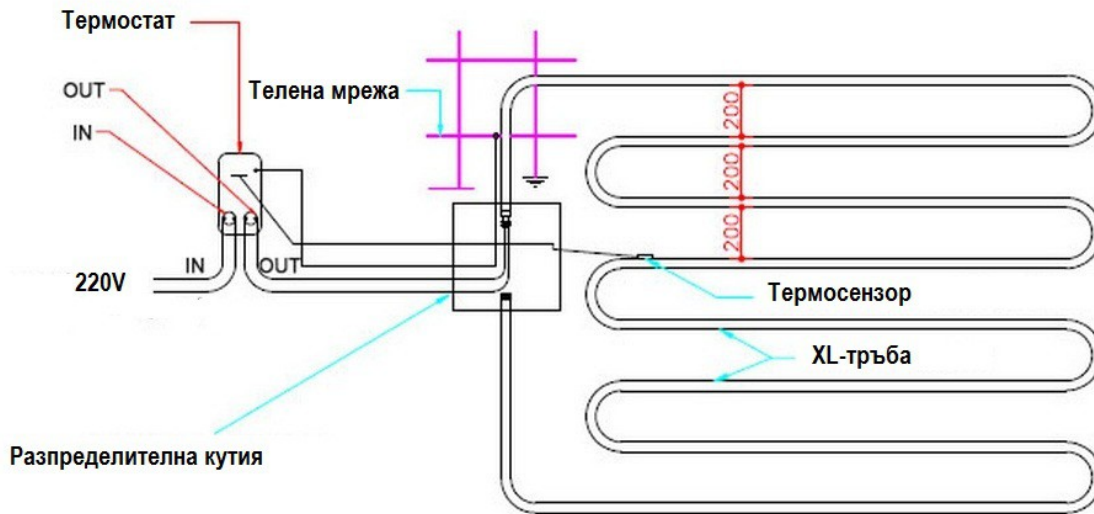 Термостат
OUT
IN
Телена мрежа
200
200
200
IN
OUT
220V
Термосензор
XL-тръба
Разпределителна кутия